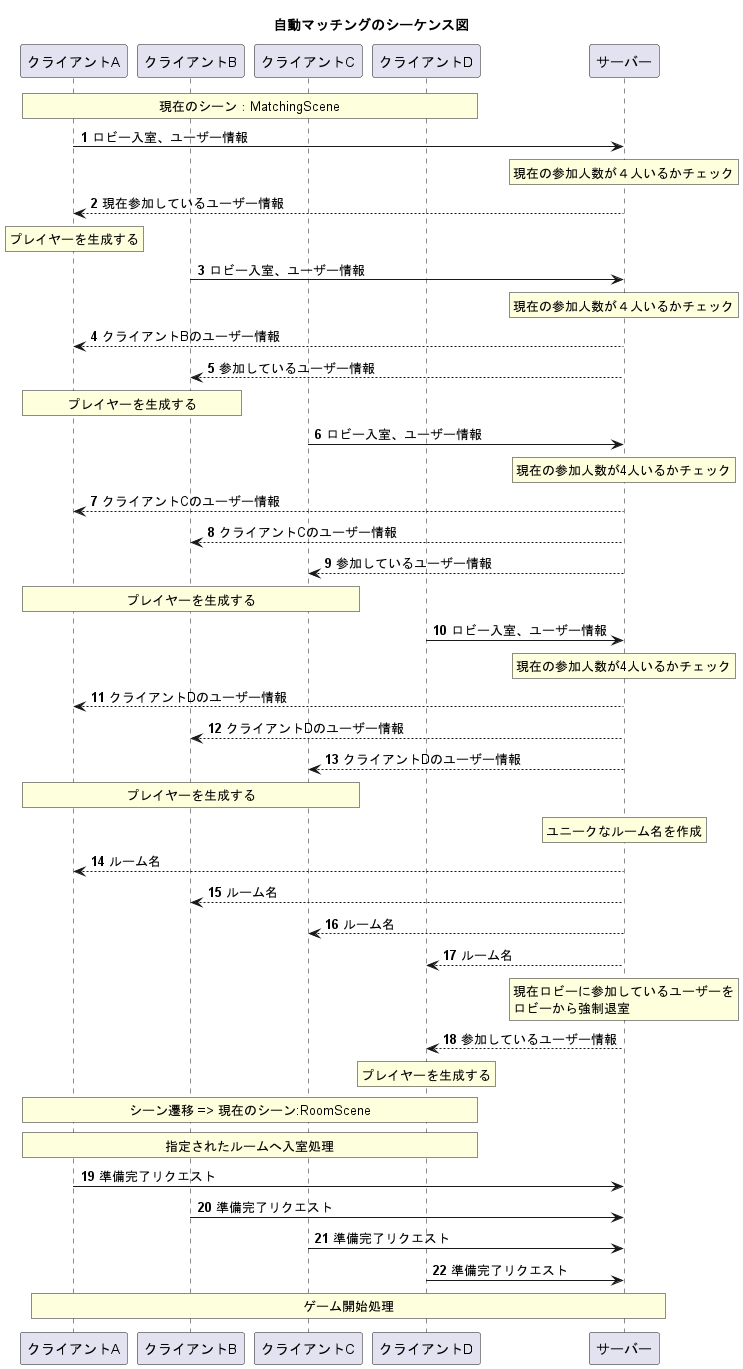 自動マッチングのシーケンス図
クライアントA クライアントB クライアントC クライアントD サーバー
現在のシーン : MatchingScene
1 ロビー入室、ユーザー情報
現在の参加人数が４人いるかチェック
2 現在参加しているユーザー情報
プレイヤーを生成する
3 ロビー入室、ユーザー情報
現在の参加人数が４人いるかチェック
4 クライアントBのユーザー情報
5 参加しているユーザー情報
プレイヤーを生成する
6 ロビー入室、ユーザー情報
現在の参加人数が4人いるかチェック
7 クライアントCのユーザー情報
8 クライアントCのユーザー情報
9 参加しているユーザー情報
プレイヤーを生成する
10 ロビー入室、ユーザー情報
現在の参加人数が4人いるかチェック
11 クライアントDのユーザー情報
12 クライアントDのユーザー情報
13 クライアントDのユーザー情報
プレイヤーを生成する
ユニークなルーム名を作成
14 ルーム名
15 ルーム名
16 ルーム名
17 ルーム名
現在ロビーに参加しているユーザーを
ロビーから強制退室
18 参加しているユーザー情報
プレイヤーを生成する
シーン遷移 => 現在のシーン:RoomScene
指定されたルームへ入室処理
19 準備完了リクエスト
20 準備完了リクエスト
21 準備完了リクエスト
22 準備完了リクエスト
ゲーム開始処理
クライアントA クライアントB クライアントC クライアントD サーバー